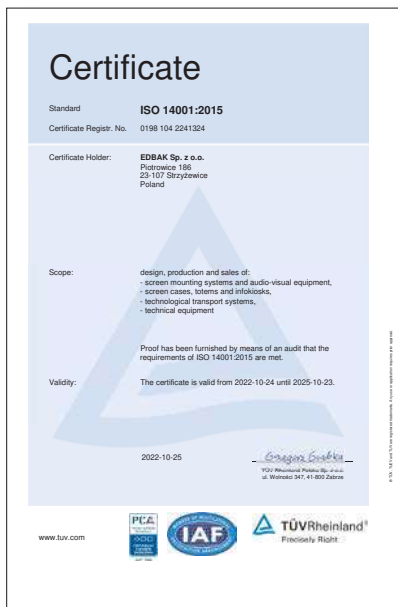 Certificate
Standard ISO 14001:2015
Certificate Registr. No. 0198 104 2241324
Certificate Holder: EDBAK Sp. z o.o.
Piotrowice 186
23-107 Strzyżewice
Poland
Scope: design, production and sales of:
- screen mounting systems and audio-visual equipment,
- screen cases, totems and infokiosks,
- technological transport systems,
- technical equipment
Proof has been furnished by means of an audit that the
requirements of ISO 14001:2015 are met.
Validity: The certificate is valid from 2022-10-24 until 2025-10-23.
2022-10-25
TÜV Rheinland Polska Sp. z o.o.
ul. Wolności 347, 41-800 Zabrze
www.tuv.com
PCA
IAF
TÜVRheinland®
Precisely Right.